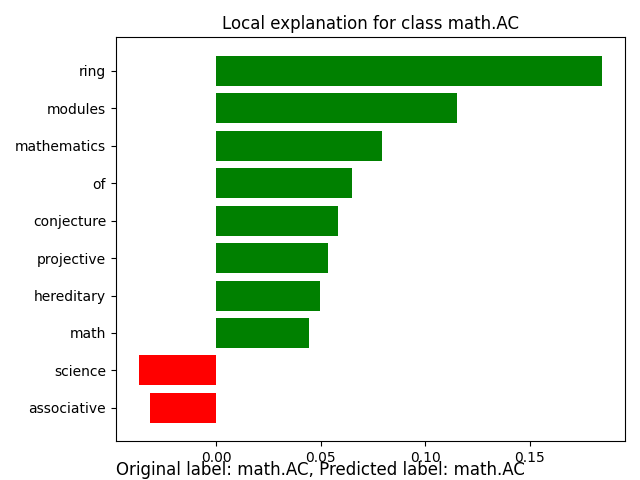 Local explanation for class math.AC
ring
modules
mathematics
of
conjecture
projective
hereditary
math
science
associative
0.00 0.05 0.10 0.15
Original label: math.AC, Predicted label: math.AC